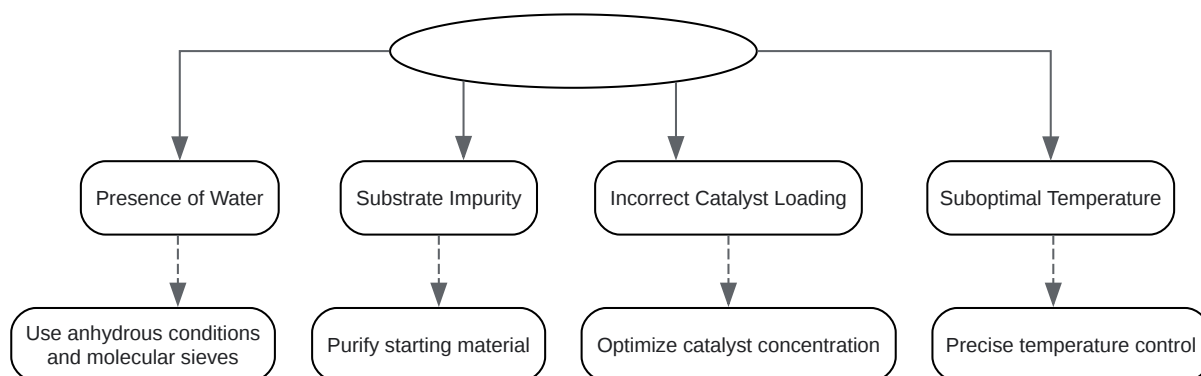 Presence of Water
Substrate Impurity
Incorrect Catalyst Loading
Suboptimal Temperature
Use anhydrous conditions
and molecular sieves
Purify starting material
Optimize catalyst concentration
Precise temperature control